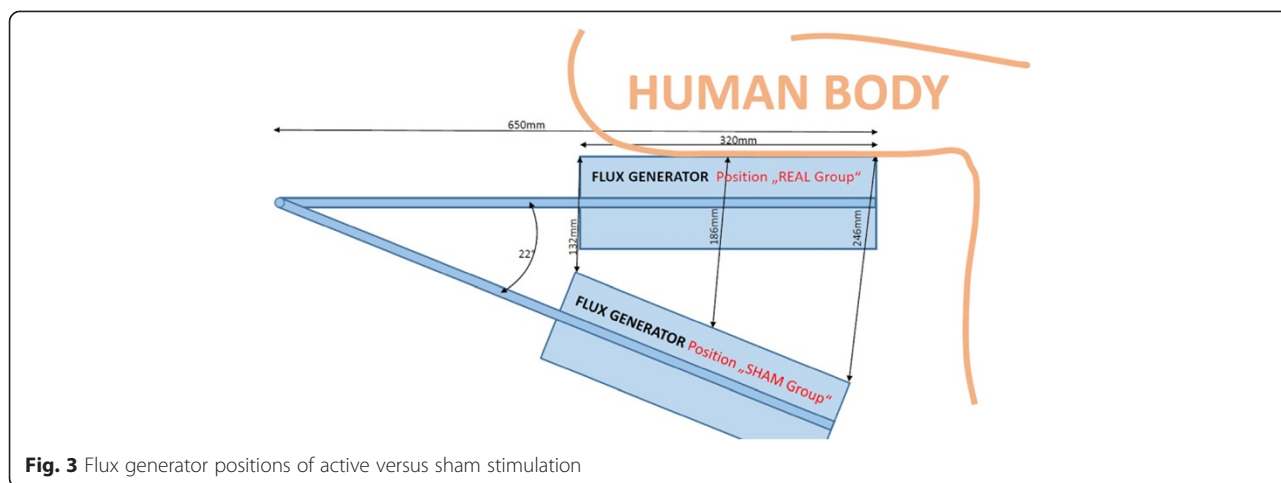 HUMAN BODY
650mm
320mm
FLUX GENERATOR Position „REAL Group“
132mm
186mm
246mm
22°
FLUX GENERATOR Position „SHAM Group“
Fig. 3 Flux generator positions of active versus sham stimulation